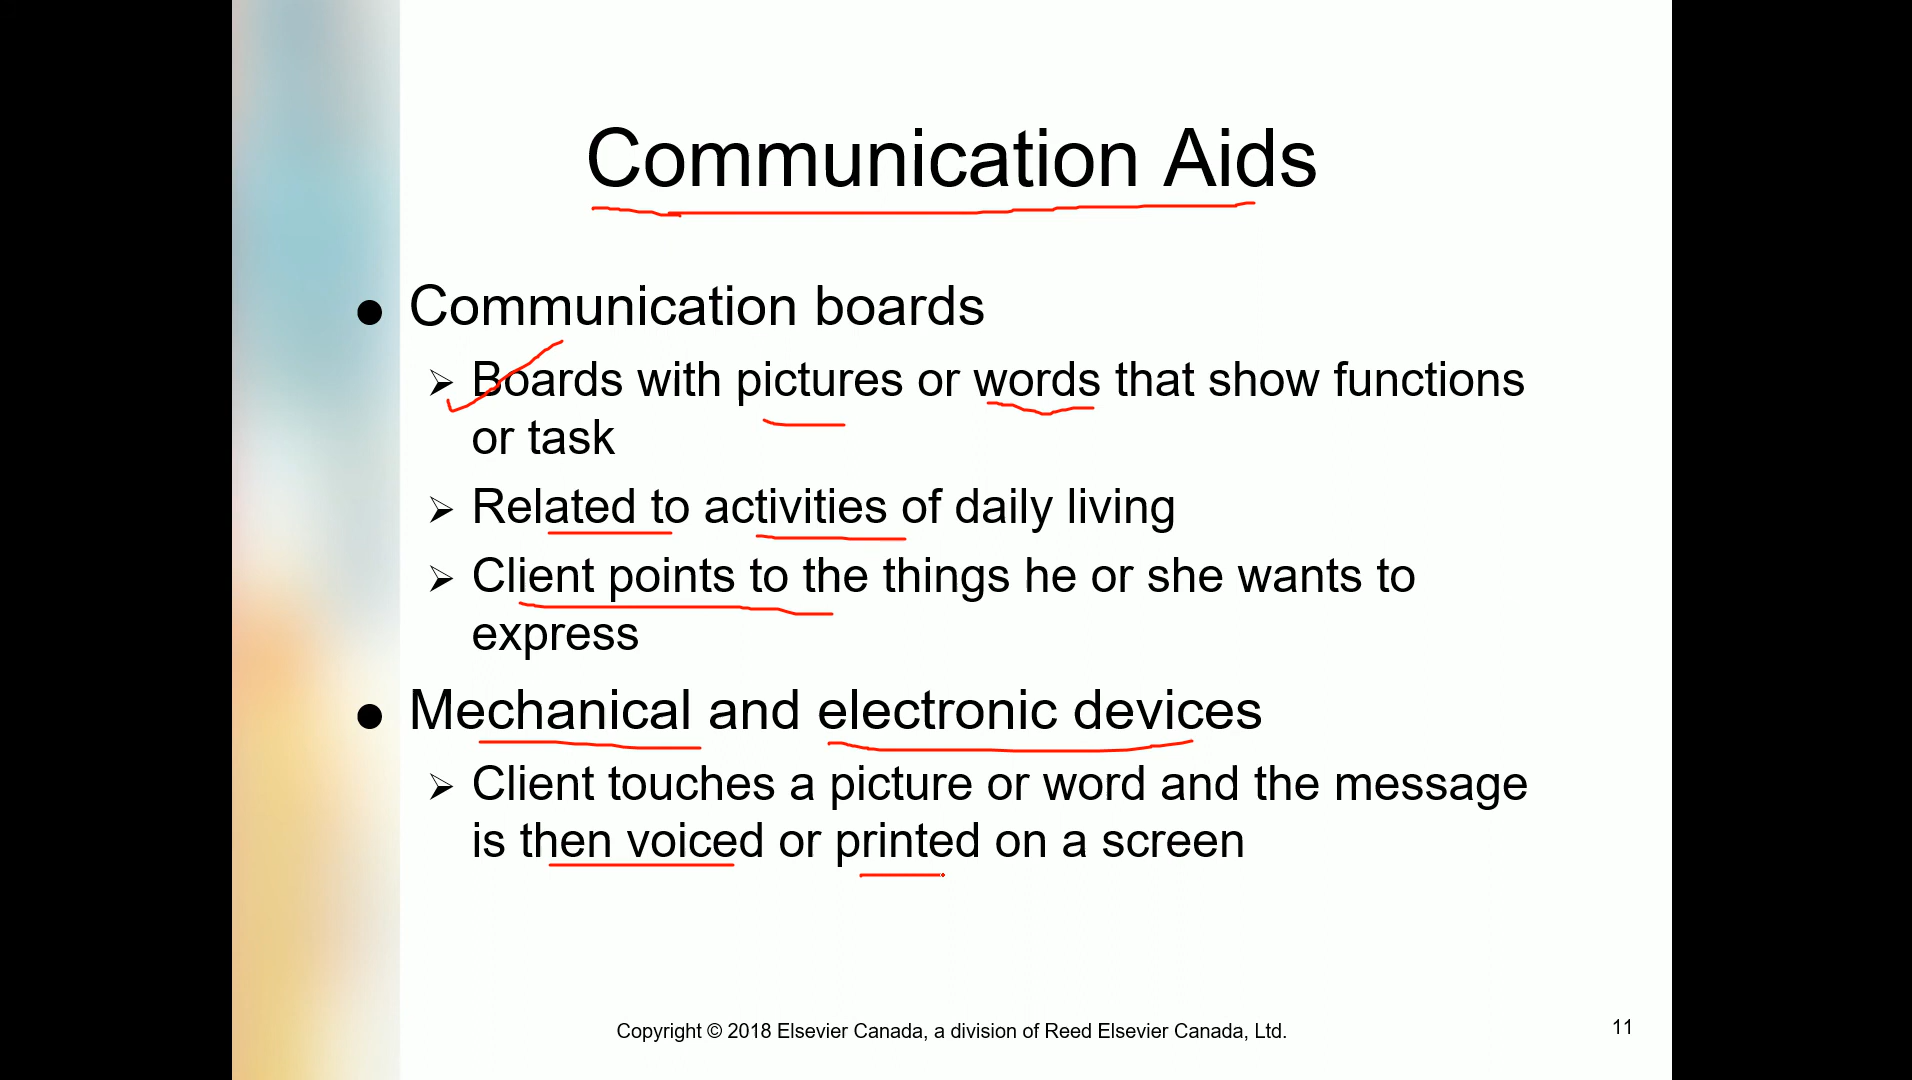 Communication Aids
● Communication boards
➢ Boards with pictures or words that show functions
or task
➢ Related to activities of daily living
➢ Client points to the things he or she wants to
express
● Mechanical and electronic devices
➢ Client touches a picture or word and the message
is then voiced or printed on a screen
Copyright © 2018 Elsevier Canada, a division of Reed Elsevier Canada, Ltd.
11